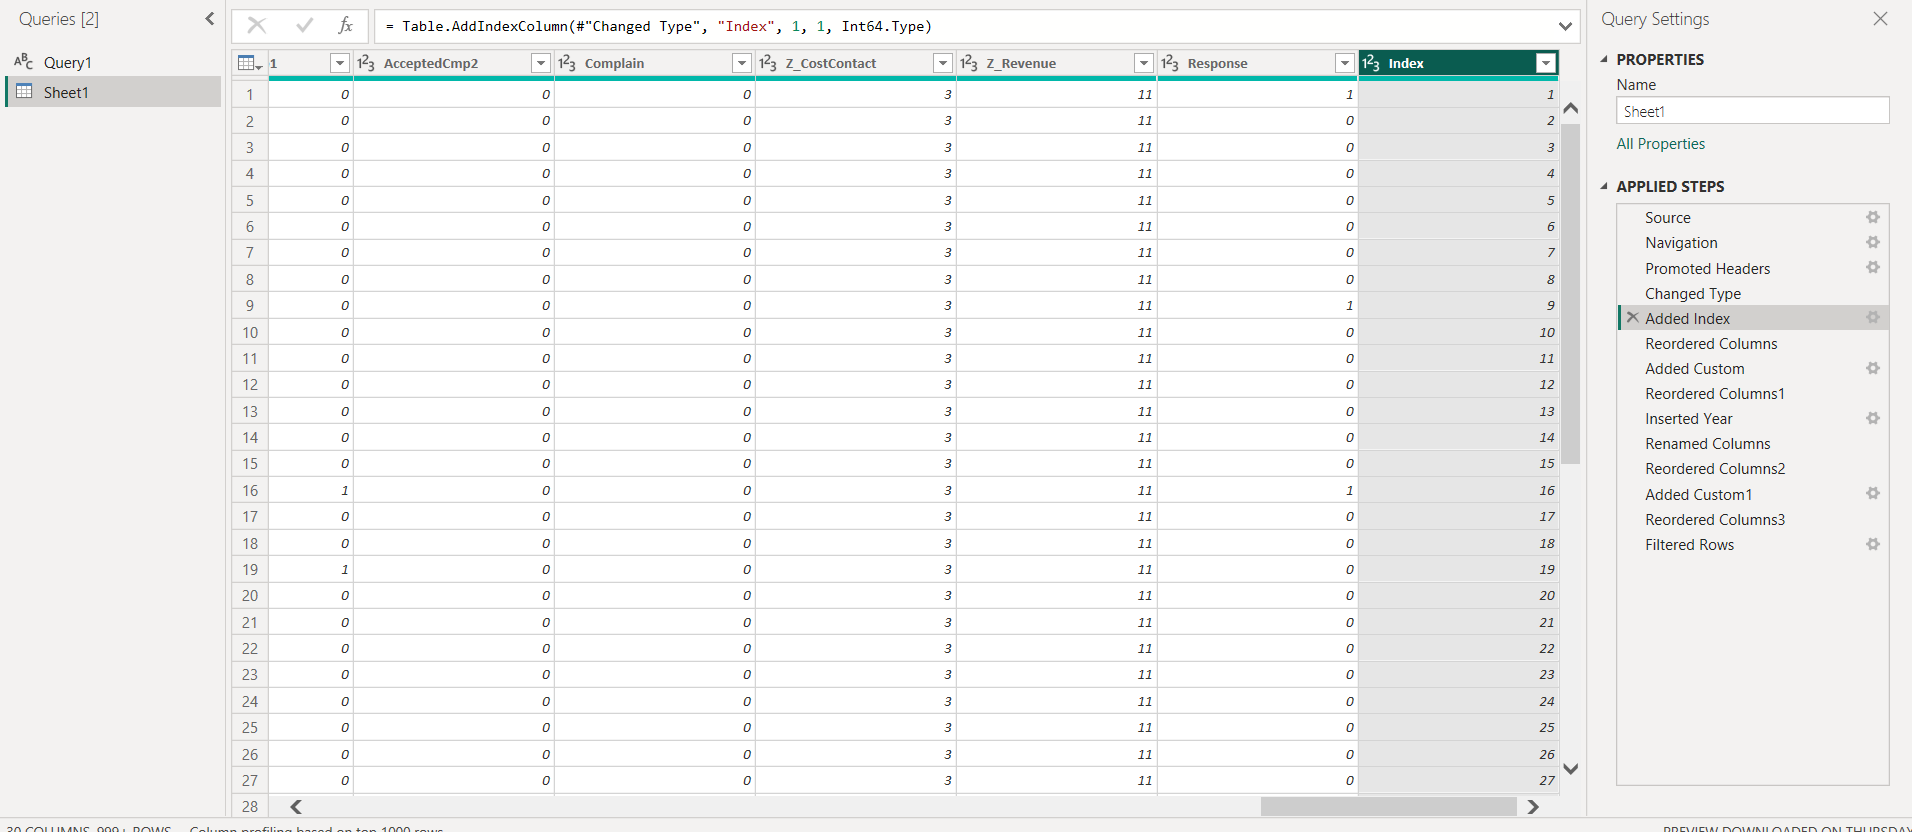 Queries [2]
Query1
Sheet1
= Table.AddIndexColumn(#"Changed Type", "Index", 1, 1, Int64.Type)
1 AcceptedCmp2 Complain Z_CostContact Z_Revenue Response Index
1 0 0 0 3 11 1 1
2 0 0 0 3 11 0 2
3 0 0 0 3 11 0 3
4 0 0 0 3 11 0 4
5 0 0 0 3 11 0 5
6 0 0 0 3 11 0 6
7 0 0 0 3 11 0 7
8 0 0 0 3 11 0 8
9 0 0 0 3 11 1 9
10 0 0 0 3 11 0 10
11 0 0 0 3 11 0 11
12 0 0 0 3 11 0 12
13 0 0 0 3 11 0 13
14 0 0 0 3 11 0 14
15 0 0 0 3 11 0 15
16 1 0 0 3 11 1 16
17 0 0 0 3 11 0 17
18 0 0 0 3 11 0 18
19 1 0 0 3 11 0 19
20 0 0 0 3 11 0 20
21 0 0 0 3 11 0 21
22 0 0 0 3 11 0 22
23 0 0 0 3 11 0 23
24 0 0 0 3 11 0 24
25 0 0 0 3 11 0 25
26 0 0 0 3 11 0 26
27 0 0 0 3 11 0 27
28
Query Settings
PROPERTIES
Name
Sheet1
All Properties
APPLIED STEPS
Source
Navigation
Promoted Headers
Changed Type
Added Index
Reordered Columns
Added Custom
Reordered Columns1
Inserted Year
Renamed Columns
Reordered Columns2
Added Custom1
Reordered Columns3
Filtered Rows
30 COLUMNS, 999+ ROWS Column profiling based on top 1000 rows
PREVIEW DOWNLOADED ON THURSDAY